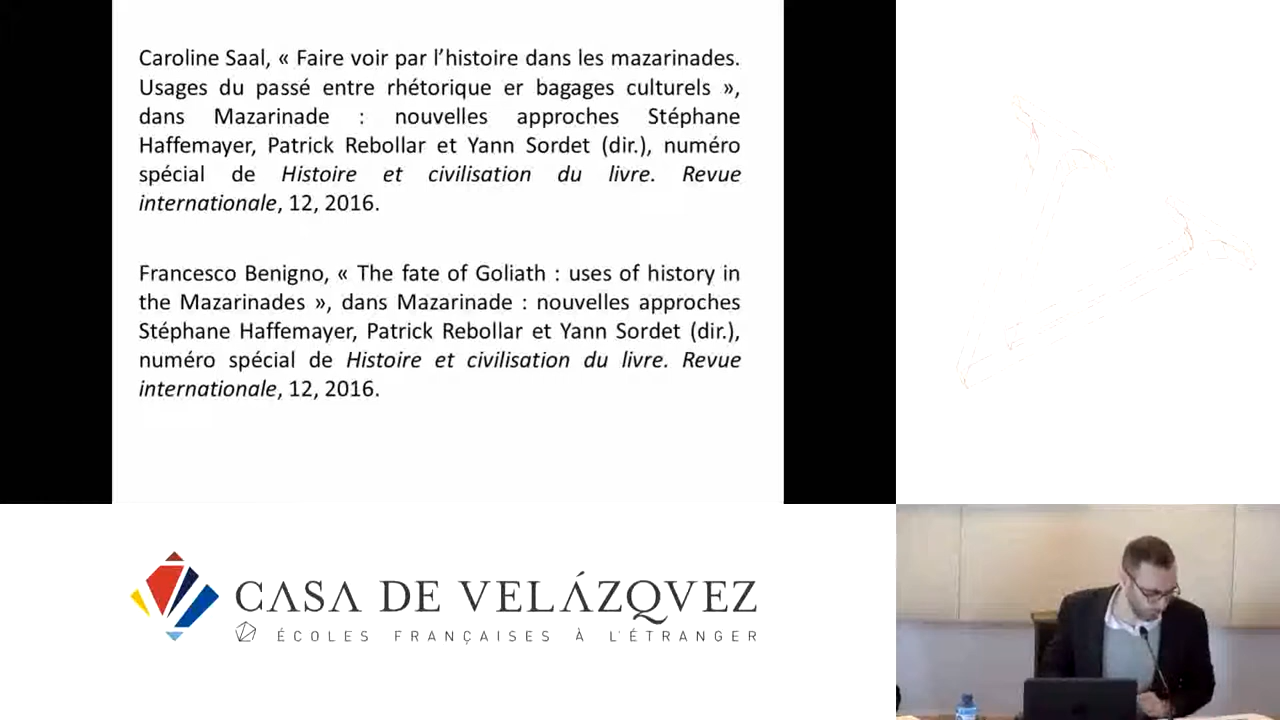 Caroline Saal, « Faire voir par l’histoire dans les mazarinades.
Usages du passé entre rhétorique er bagages culturels »,
dans Mazarinade : nouvelles approches Stéphane
Haffemayer, Patrick Rebollar et Yann Sordet (dir.), numéro
spécial de Histoire et civilisation du livre. Revue
internationale, 12, 2016.
Francesco Benigno, « The fate of Goliath : uses of history in
the Mazarinades », dans Mazarinade : nouvelles approches
Stéphane Haffemayer, Patrick Rebollar et Yann Sordet (dir.),
numéro spécial de Histoire et civilisation du livre. Revue
internationale, 12, 2016.
CASA DE VELÁZQVEZ
ÉCOLES FRANÇAISES À L'ÉTRANGER